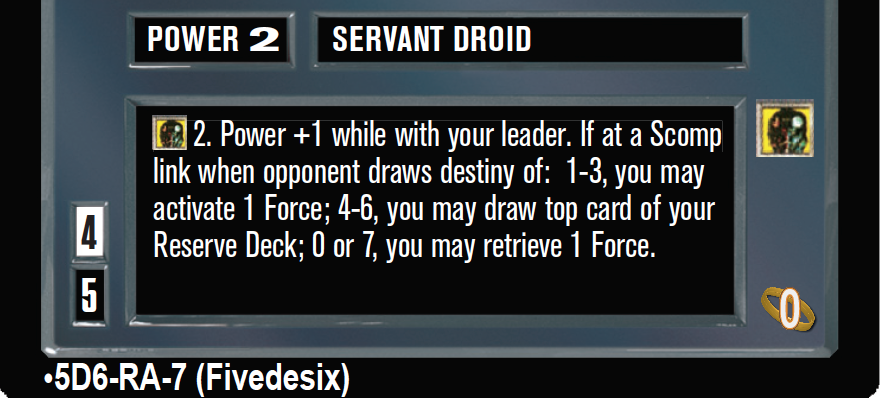 POWER 2 SERVANT DROID
2. Power +1 while with your leader. If at a Scomp
link when opponent draws destiny of: 1-3, you may
activate 1 Force; 4-6, you may draw top card of your
Reserve Deck; 0 or 7, you may retrieve 1 Force.
4
5
0
•5D6-RA-7 (Fivedesix)